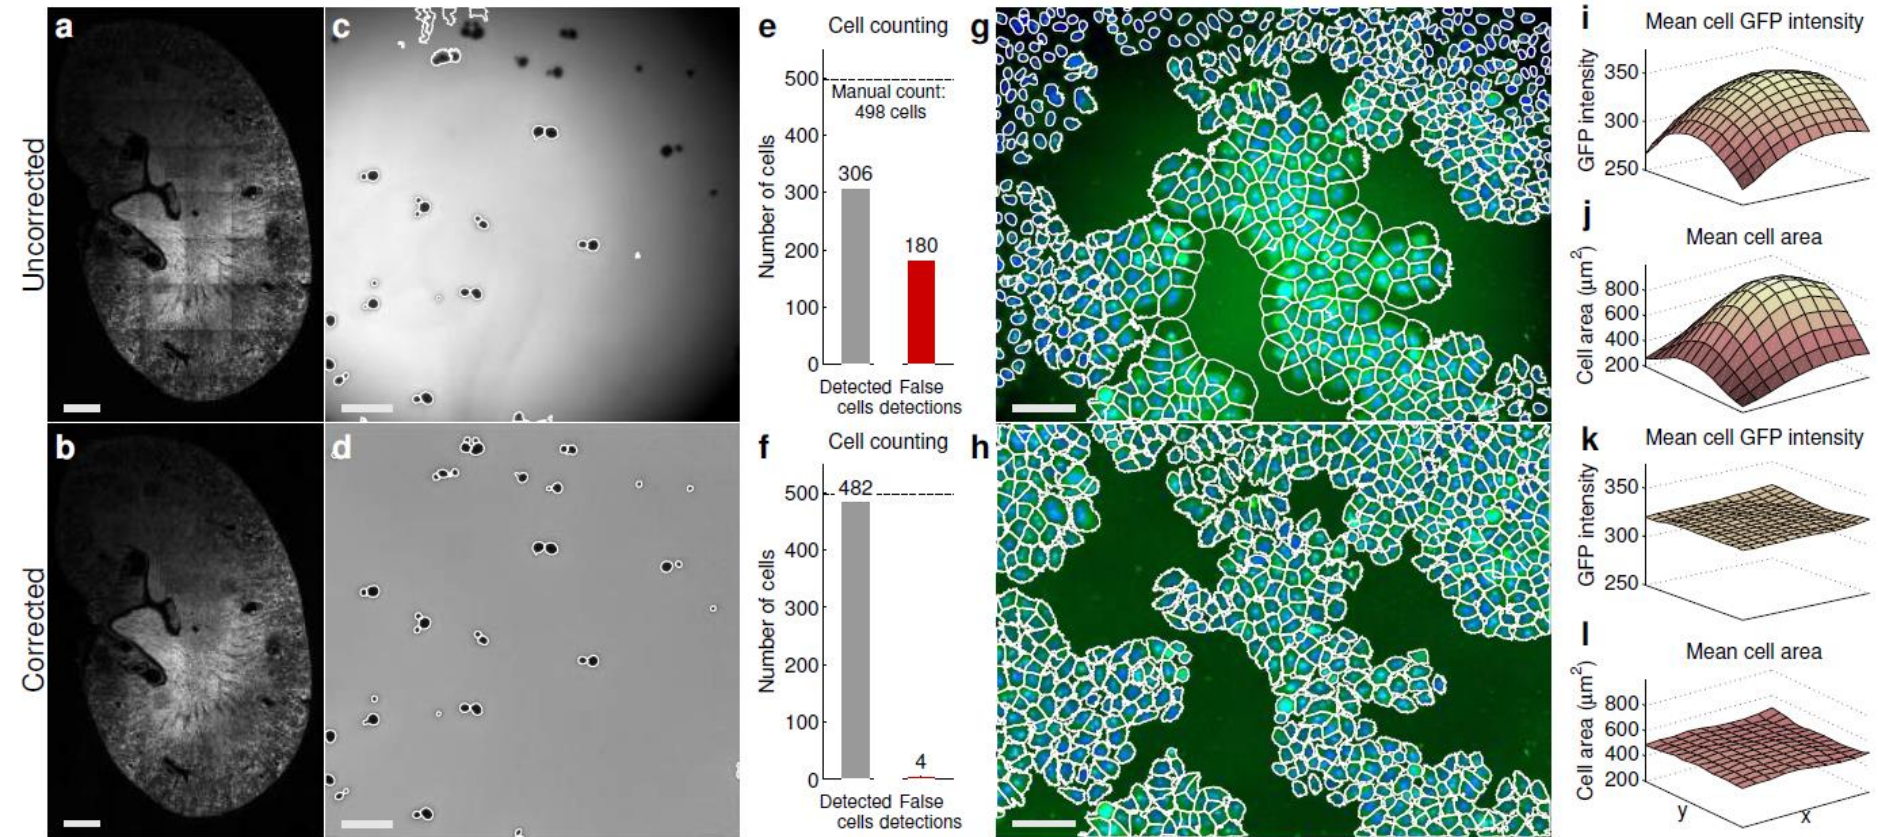 Uncorrected
a
c
e
Cell counting
Number of cells
500
400
300
200
100
0
Manual count:
498 cells
306
180
Detected False
cells detections
g
i
Mean cell GFP intensity
GFP intensity
350
300
250
j
Mean cell area
Cell area (µm²)
800
600
400
200
Corrected
b
d
f
Cell counting
Number of cells
500
400
300
200
100
0
482
4
Detected False
cells detections
h
k
Mean cell GFP intensity
GFP intensity
350
300
250
l
Mean cell area
Cell area (µm²)
800
600
400
200
y
x